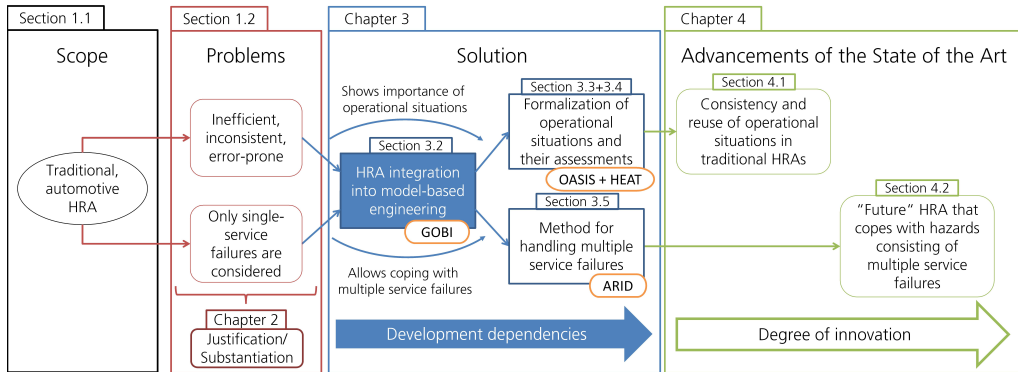 Section 1.1
Scope
Traditional,
automotive
HRA
Section 1.2
Problems
Inefficient,
inconsistent,
error-prone
Only single-
service
failures are
considered
Chapter 2
Justification/
Substantiation
Chapter 3
Solution
Shows importance of
operational situations
Section 3.2
HRA integration
into model-based
engineering
GOBI
Allows coping with
multiple service failures
Section 3.3+3.4
Formalization of
operational
situations and
their assessments
OASIS + HEAT
Section 3.5
Method for
handling multiple
service failures
ARID
Development dependencies
Chapter 4
Advancements of the State of the Art
Section 4.1
Consistency and
reuse of operational
situations in
traditional HRAs
Section 4.2
“Future” HRA that
copes with hazards
consisting of
multiple service
failures
Degree of innovation